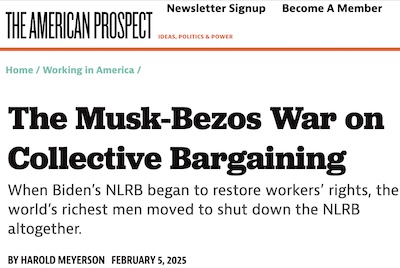 Newsletter Signup Become A Member
THE AMERICAN PROSPECT
IDEAS, POLITICS & POWER
Home / Working in America /
The Musk-Bezos War on
Collective Bargaining
When Biden’s NLRB began to restore workers’ rights, the
world’s richest men moved to shut down the NLRB
altogether.
BY HAROLD MEYERSON FEBRUARY 5, 2025